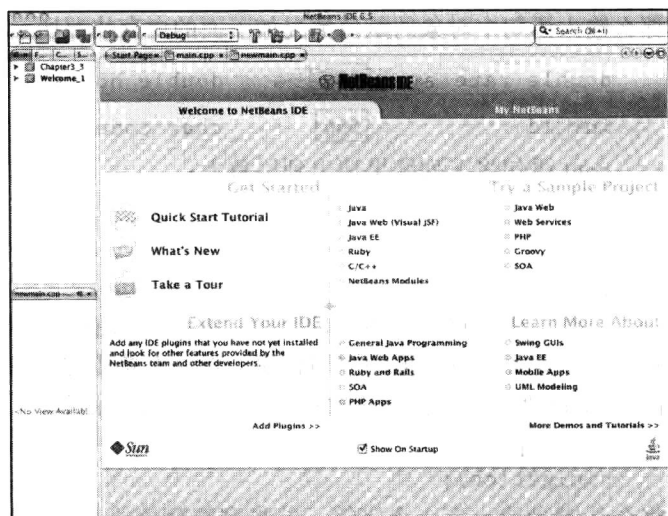 NetBeans IDE 6.5
Debug
Search (⌘+I)
Start Page
main.cpp
newmain.cpp
Chapter3_3
Welcome_1
NetBeans IDE
Welcome to NetBeans IDE
My NetBeans
Get Started
Quick Start Tutorial
What's New
Take a Tour
Java
Java Web (Visual JSF)
Java EE
Ruby
C/C++
NetBeans Modules
Try a Sample Project
Java Web
Web Services
PHP
Groovy
SOA
newmain.cpp
<No View Availabl
Extend Your IDE
Add any IDE plugins that you have not yet installed
and look for other features provided by the
NetBeans team and other developers.
Add Plugins >>
General Java Programming
Java Web Apps
Ruby and Rails
SOA
PHP Apps
Learn More About
Swing GUIs
Java EE
Mobile Apps
UML Modeling
More Demos and Tutorials >>
Sun
Show On Startup
Java